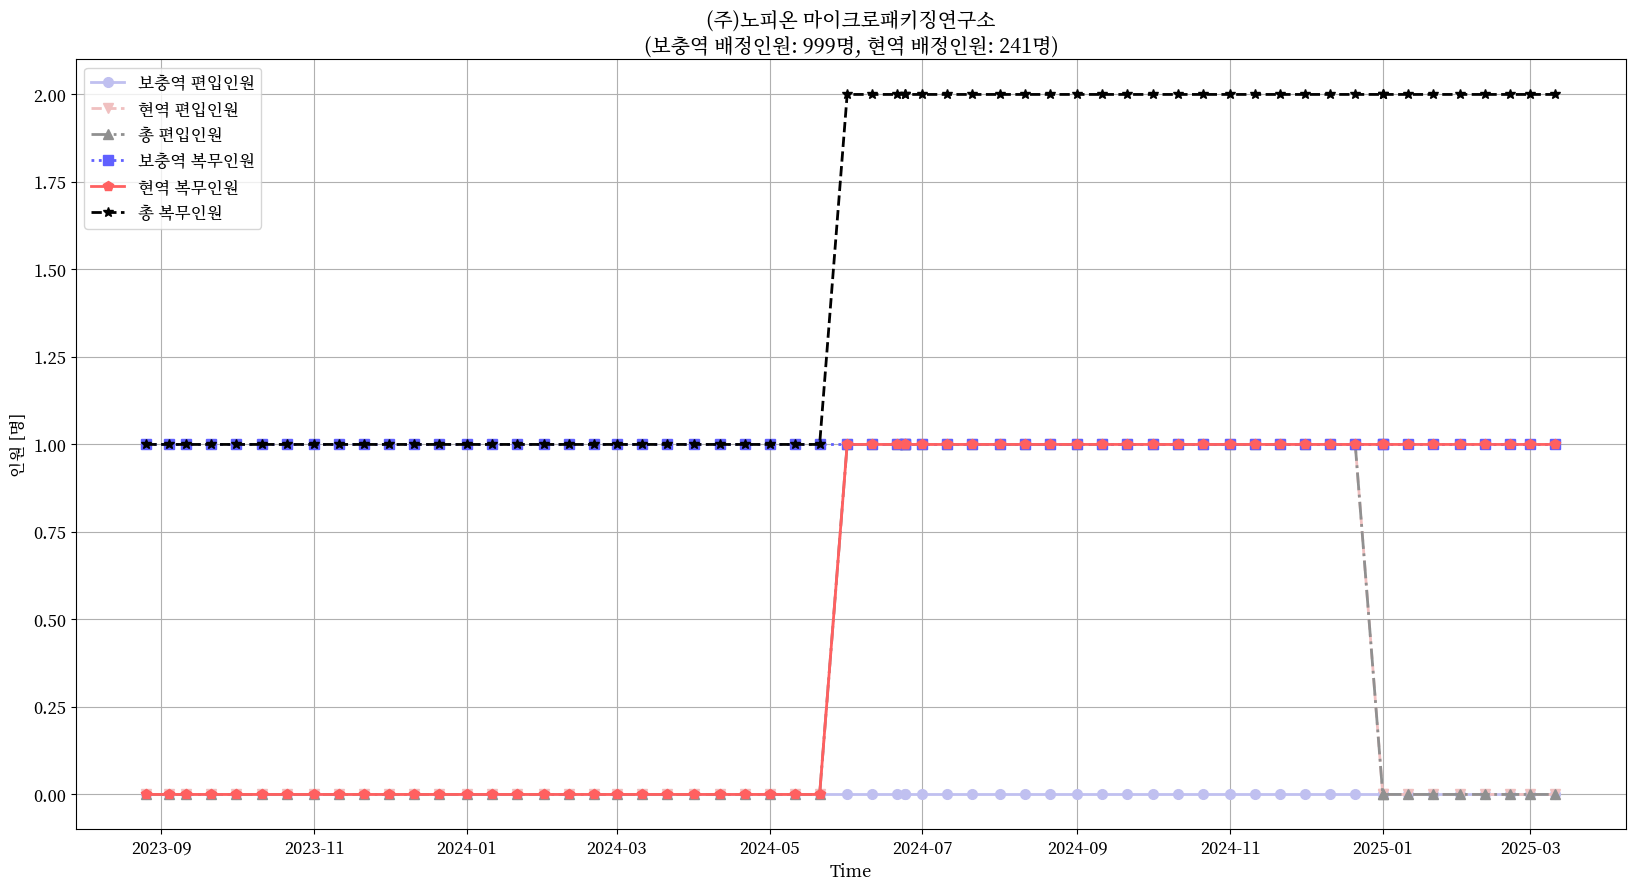 (주)노피온 마이크로패키징연구소
(보충역 배정인원: 999명, 현역 배정인원: 241명)
보충역 편입인원
현역 편입인원
총 편입인원
보충역 복무인원
현역 복무인원
총 복무인원
인원 [명]
2.00
1.75
1.50
1.25
1.00
0.75
0.50
0.25
0.00
2023-09 2023-11 2024-01 2024-03 2024-05 2024-07 2024-09 2024-11 2025-01 2025-03
Time